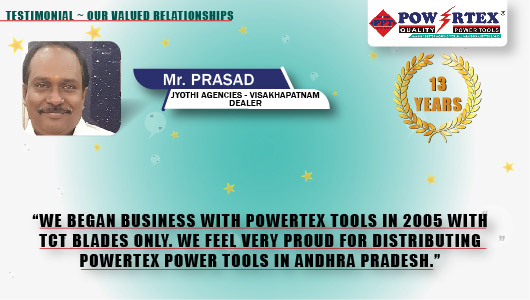 TESTIMONIAL ~ OUR VALUED RELATIONSHIPS
PPT
POWERTEX
QUALITY POWER TOOLS
Mr. PRASAD
JYOTHI AGENCIES - VISAKHAPATNAM
DEALER
13
YEARS
“WE BEGAN BUSINESS WITH POWERTEX TOOLS IN 2005 WITH
TCT BLADES ONLY. WE FEEL VERY PROUD FOR DISTRIBUTING
POWERTEX POWER TOOLS IN ANDHRA PRADESH.”